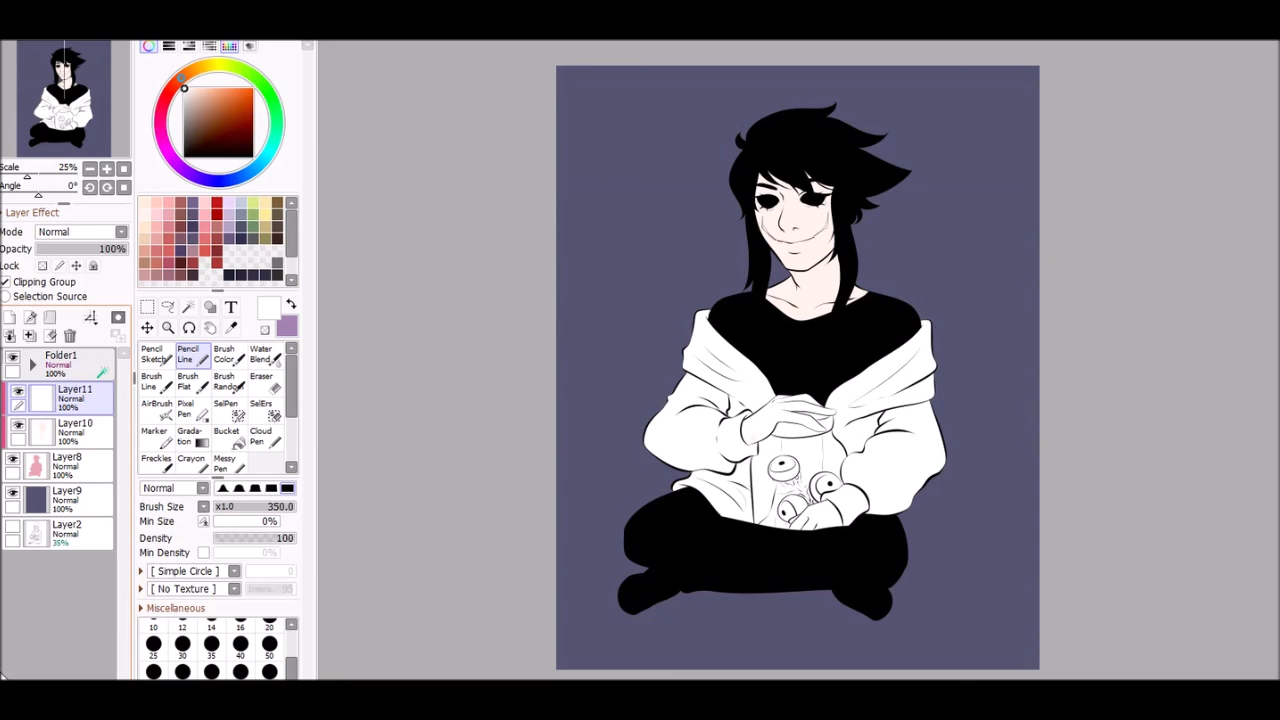 Scale 25%
Angle 0°
Layer Effect
Mode Normal
Opacity 100%
Lock
Clipping Group
Selection Source
Folder1
Normal
100%
Layer11
Normal
100%
Layer10
Normal
100%
Layer8
Normal
100%
Layer9
Normal
100%
Layer2
Normal
35%
T
Pencil Sketch
Pencil Line
Brush Color
Water Blend
Brush Line
Brush Flat
Brush Random
Eraser
AirBrush
Pixel Pen
SelPen
SelErs
Marker
Grada-tion
Bucket
Cloud Pen
Freckles
Crayon
Messy Pen
Normal
Brush Size x1.0 350.0
Min Size 0%
Density 100
Min Density 0%
[ Simple Circle ] 0
[ No Texture ] 95
Miscellaneous
10 12 14 16 20
25 30 35 40 50